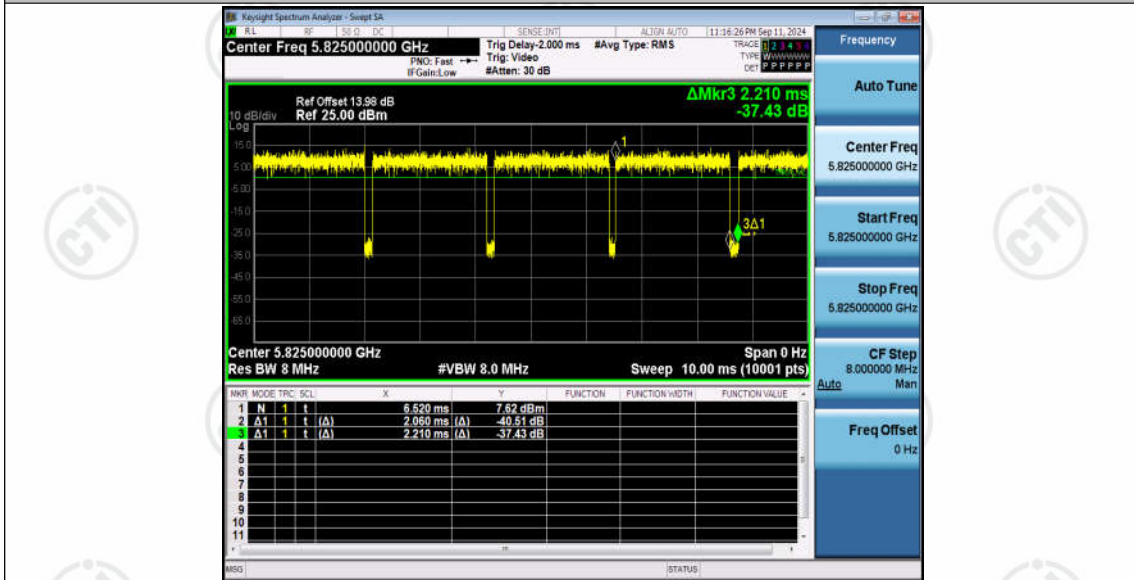 Keysight Spectrum Analyzer - Swept SA
RL RF 50 Ω DC SENSE:INT ALIGN AUTO 11:16:26 PM Sep 11, 2024
Center Freq 5.825000000 GHz Trig Delay-2.000 ms #Avg Type: RMS TRACE 1 2 3 4 5 6
PNO: Fast Trig: Video TYPE
IFGain:Low #Atten: 30 dB DET P P P P P P
Frequency
ΔMkr3 2.210 ms
-37.43 dB
Ref Offset 13.98 dB
10 dB/div Ref 25.00 dBm
Log
15.0
5.00
-5.00
-15.0
-25.0
-35.0
-45.0
-55.0
-65.0
1
3Δ1
Center 5.825000000 GHz Span 0 Hz
Res BW 8 MHz #VBW 8.0 MHz Sweep 10.00 ms (10001 pts)
MKR MODE TRC SCL X Y FUNCTION FUNCTION WIDTH FUNCTION VALUE
1 N 1 t 6.520 ms 7.62 dBm
2 Δ1 1 t (Δ) 2.060 ms (Δ) -40.51 dB
3 Δ1 1 t (Δ) 2.210 ms (Δ) -37.43 dB
4
5
6
7
8
9
10
11
MSG STATUS
Auto Tune
Center Freq
5.825000000 GHz
Start Freq
5.825000000 GHz
Stop Freq
5.825000000 GHz
CF Step
8.000000 MHz
Auto Man
Freq Offset
0 Hz
CTI
CTI